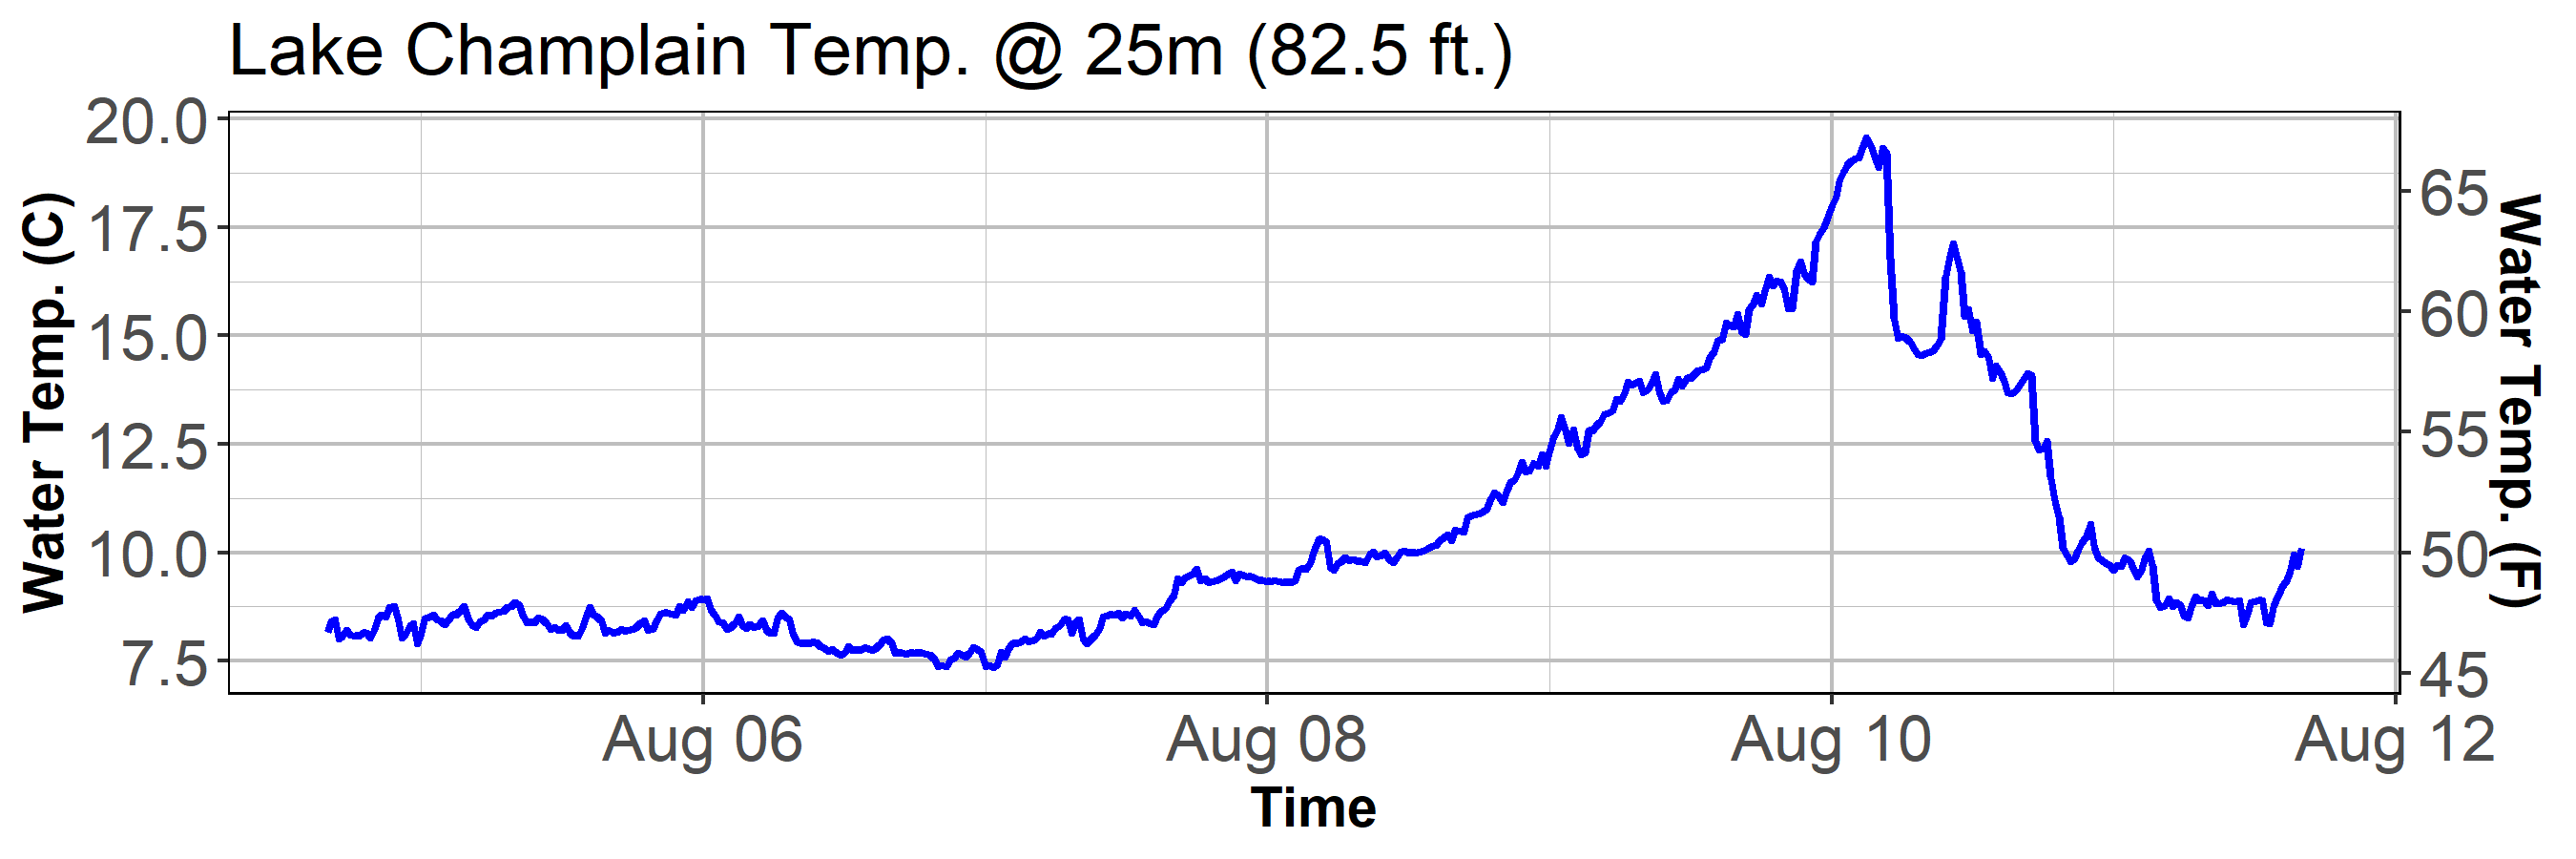 Lake Champlain Temp. @ 25m (82.5 ft.)
Water Temp. (C)
20.0
17.5
15.0
12.5
10.0
7.5
65
60
55
50
45
Water Temp. (F)
Aug 06
Aug 08
Aug 10
Aug 12
Time